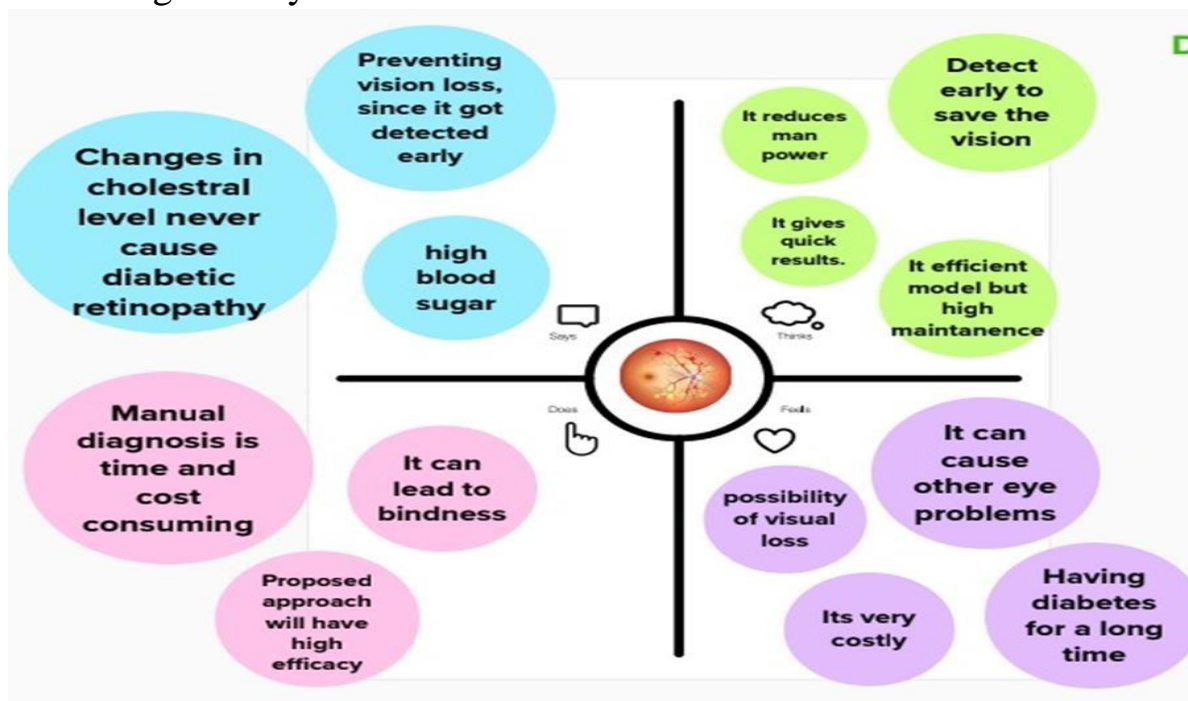 Preventing
vision loss,
since it got
detected
early
Changes in
cholestral
level never
cause
diabetic
retinopathy
high
blood
sugar
Says
It reduces
man
power
Detect
early to
save the
vision
It gives
quick
results.
It efficient
model but
high
maintanence
Thinks
D
Does
Manual
diagnosis is
time and
cost
consuming
It can
lead to
bindness
Proposed
approach
will have
high
efficacy
Feels
It can
cause
other eye
problems
possibility
of visual
loss
Its very
costly
Having
diabetes
for a long
time